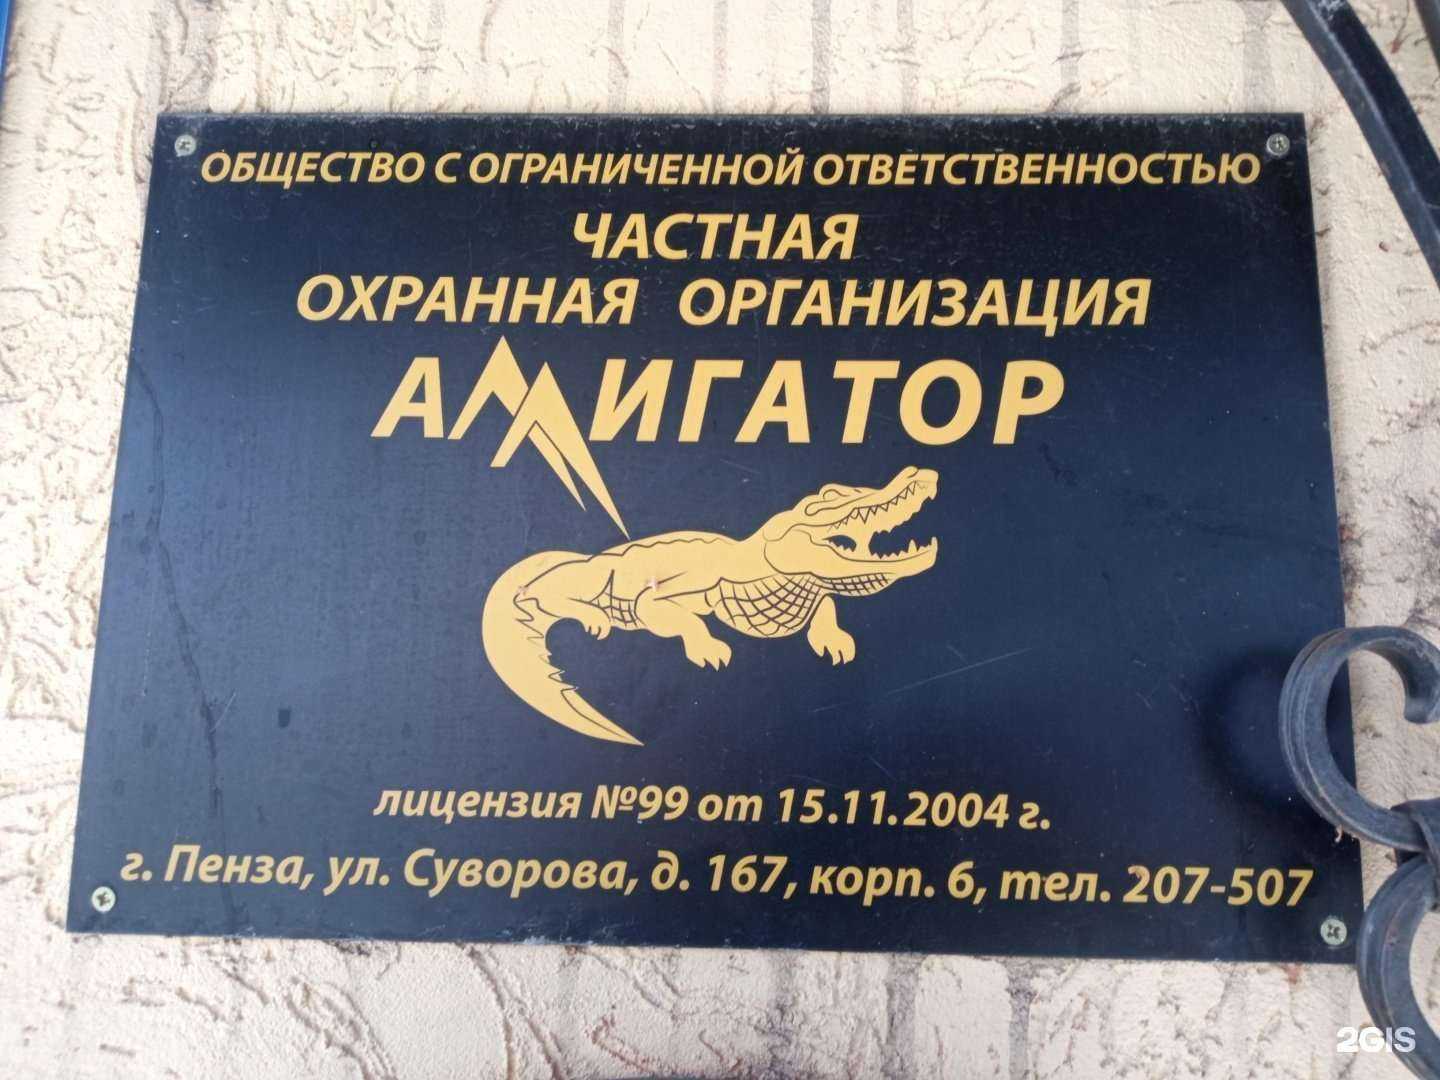 ОБЩЕСТВО С ОГРАНИЧЕННОЙ ОТВЕТСТВЕННОСТЬЮ
ЧАСТНАЯ
ОХРАННАЯ ОРГАНИЗАЦИЯ
АЛЛИГАТОР
лицензия №99 от 15.11.2004 г.
г. Пенза, ул. Суворова, д. 167, корп. 6, тел. 207-507
2GIS